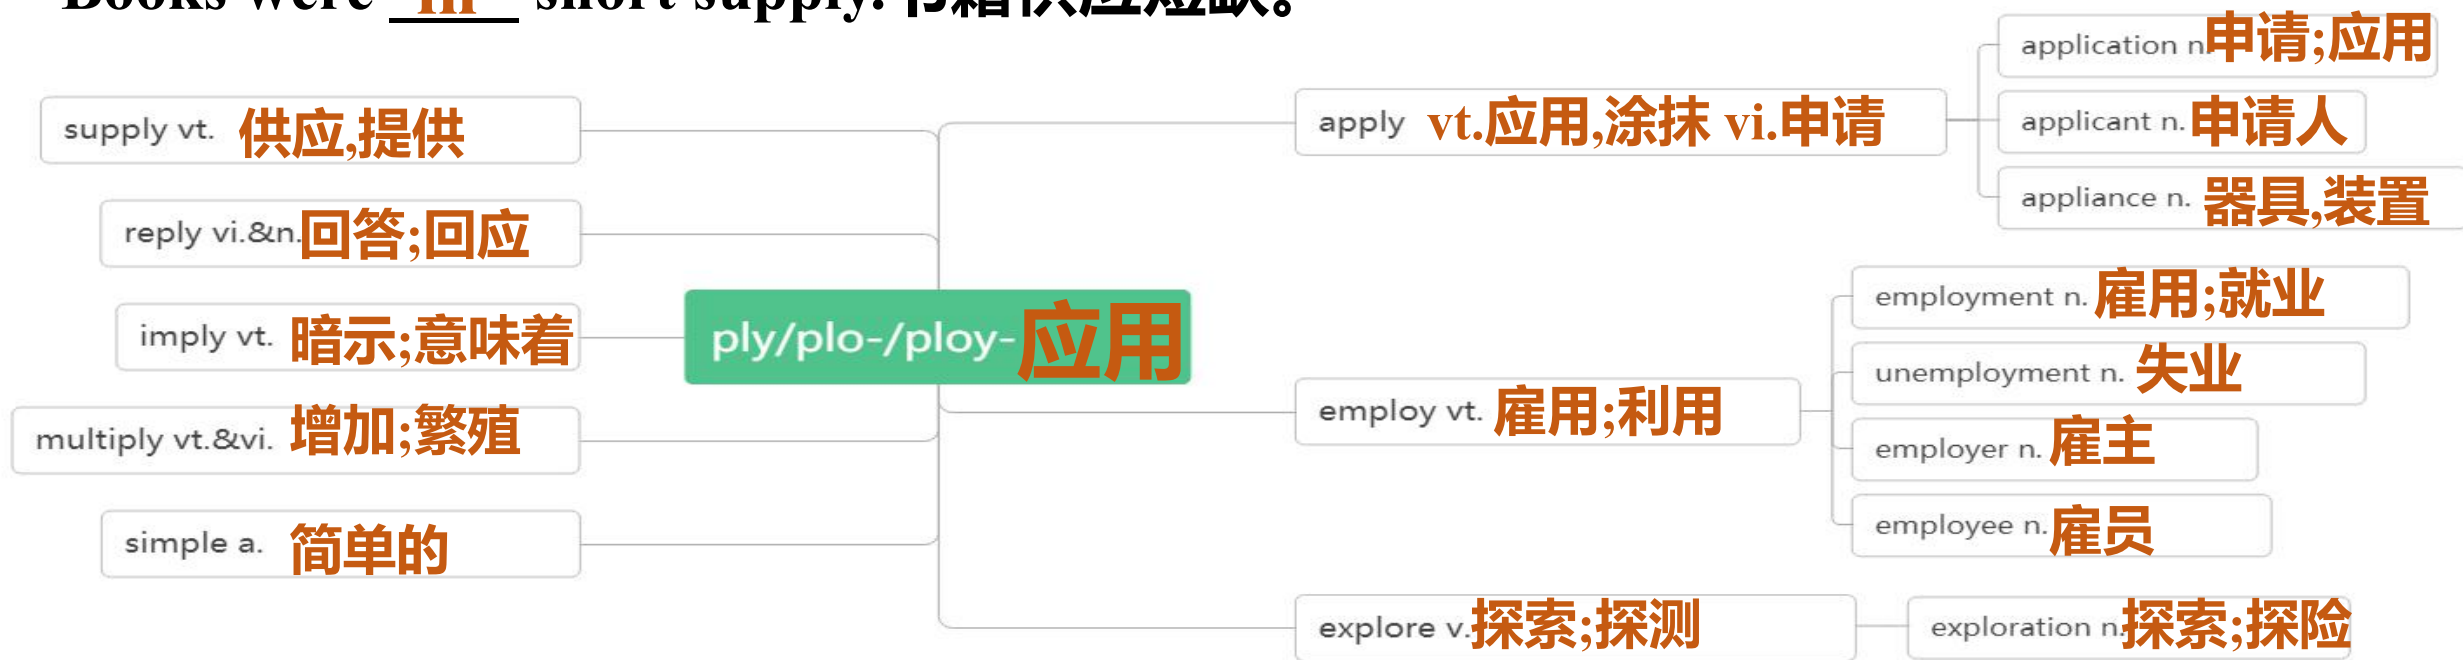 Books were in short supply.书籍供应短缺。
supply vt. 供应,提供
reply vi.&n.回答;回应
imply vt. 暗示;意味着
multiply vt.&vi. 增加;繁殖
simple a. 简单的
ply/plo-/ploy-应用
apply vt.应用,涂抹 vi.申请
application n.申请;应用
applicant n.申请人
appliance n. 器具,装置
employ vt. 雇用;利用
employment n. 雇用;就业
unemployment n. 失业
employer n. 雇主
employee n. 雇员
explore v.探索;探测
exploration n.探索;探险